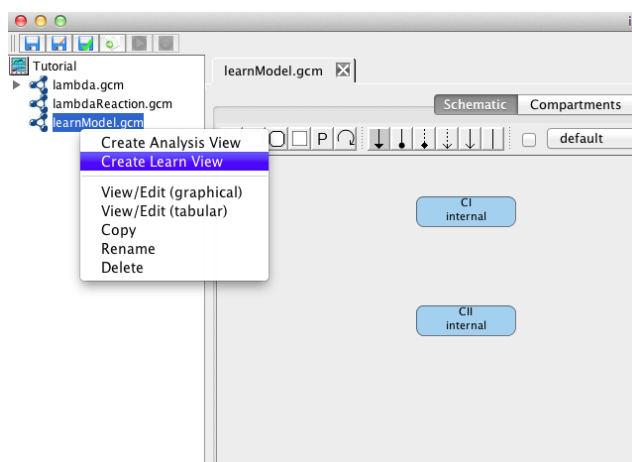 i
Tutorial
lambda.gcm
lambdaReaction.gcm
learnModel.gcm
learnModel.gcm
Schematic
Compartments
Create Analysis View
Create Learn View
View/Edit (graphical)
View/Edit (tabular)
Copy
Rename
Delete
P
default
CI
internal
CII
internal